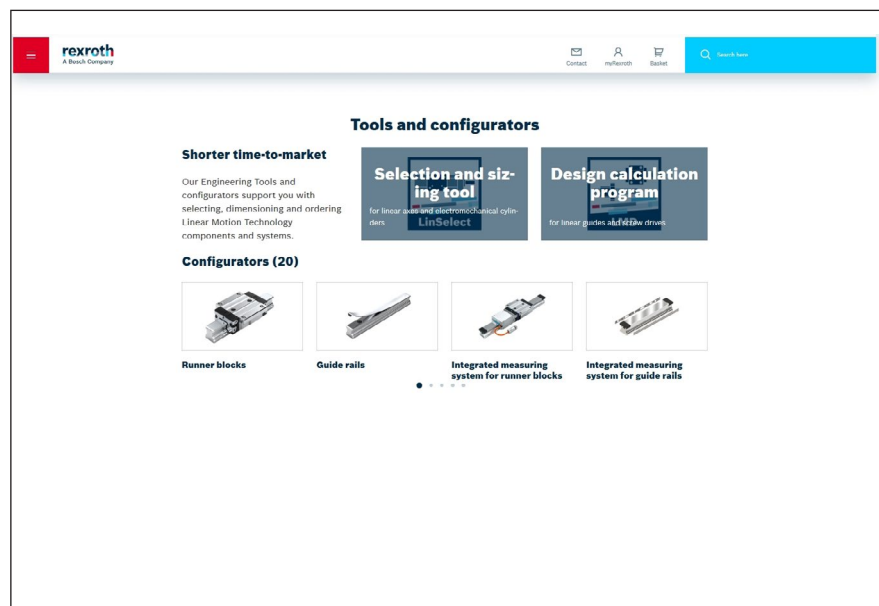 rexroth
A Bosch Company
Contact
myRexroth
Basket
Search here
Tools and configurators
Shorter time-to-market
Our Engineering Tools and
configurators support you with
selecting, dimensioning and ordering
Linear Motion Technology
components and systems.
Selection and siz-
ing tool
for linear axes and electromechanical cylin-
ders
LinSelect
Design calculation
program
for linear guides and screw drives
Configurators (20)
Runner blocks
Guide rails
Integrated measuring
system for runner blocks
Integrated measuring
system for guide rails